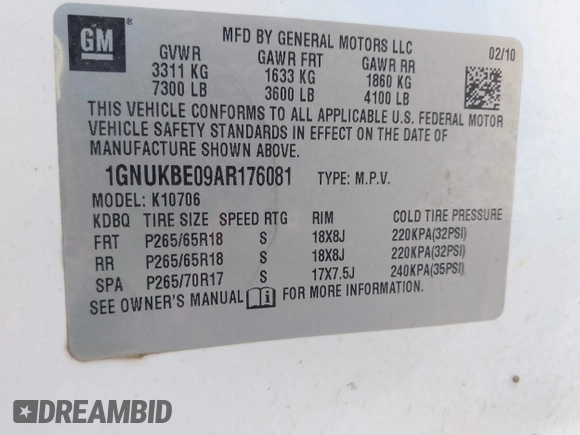 GM
MFD BY GENERAL MOTORS LLC
02/10
GVWR GAWR FRT GAWR RR
3311 KG 1633 KG 1860 KG
7300 LB 3600 LB 4100 LB
THIS VEHICLE CONFORMS TO ALL APPLICABLE U.S. FEDERAL MOTOR
VEHICLE SAFETY STANDARDS IN EFFECT ON THE DATE OF
MANUFACTURE SHOWN ABOVE.
1GNUKBE09AR176081 TYPE: M.P.V.
MODEL: K10706
KDBQ TIRE SIZE SPEED RTG RIM COLD TIRE PRESSURE
FRT P265/65R18 S 18X8J 220KPA(32PSI)
RR P265/65R18 S 18X8J 220KPA(32PSI)
SPA P265/70R17 S 17X7.5J 240KPA(35PSI)
SEE OWNER'S MANUAL FOR MORE INFORMATION.
DREAMBID